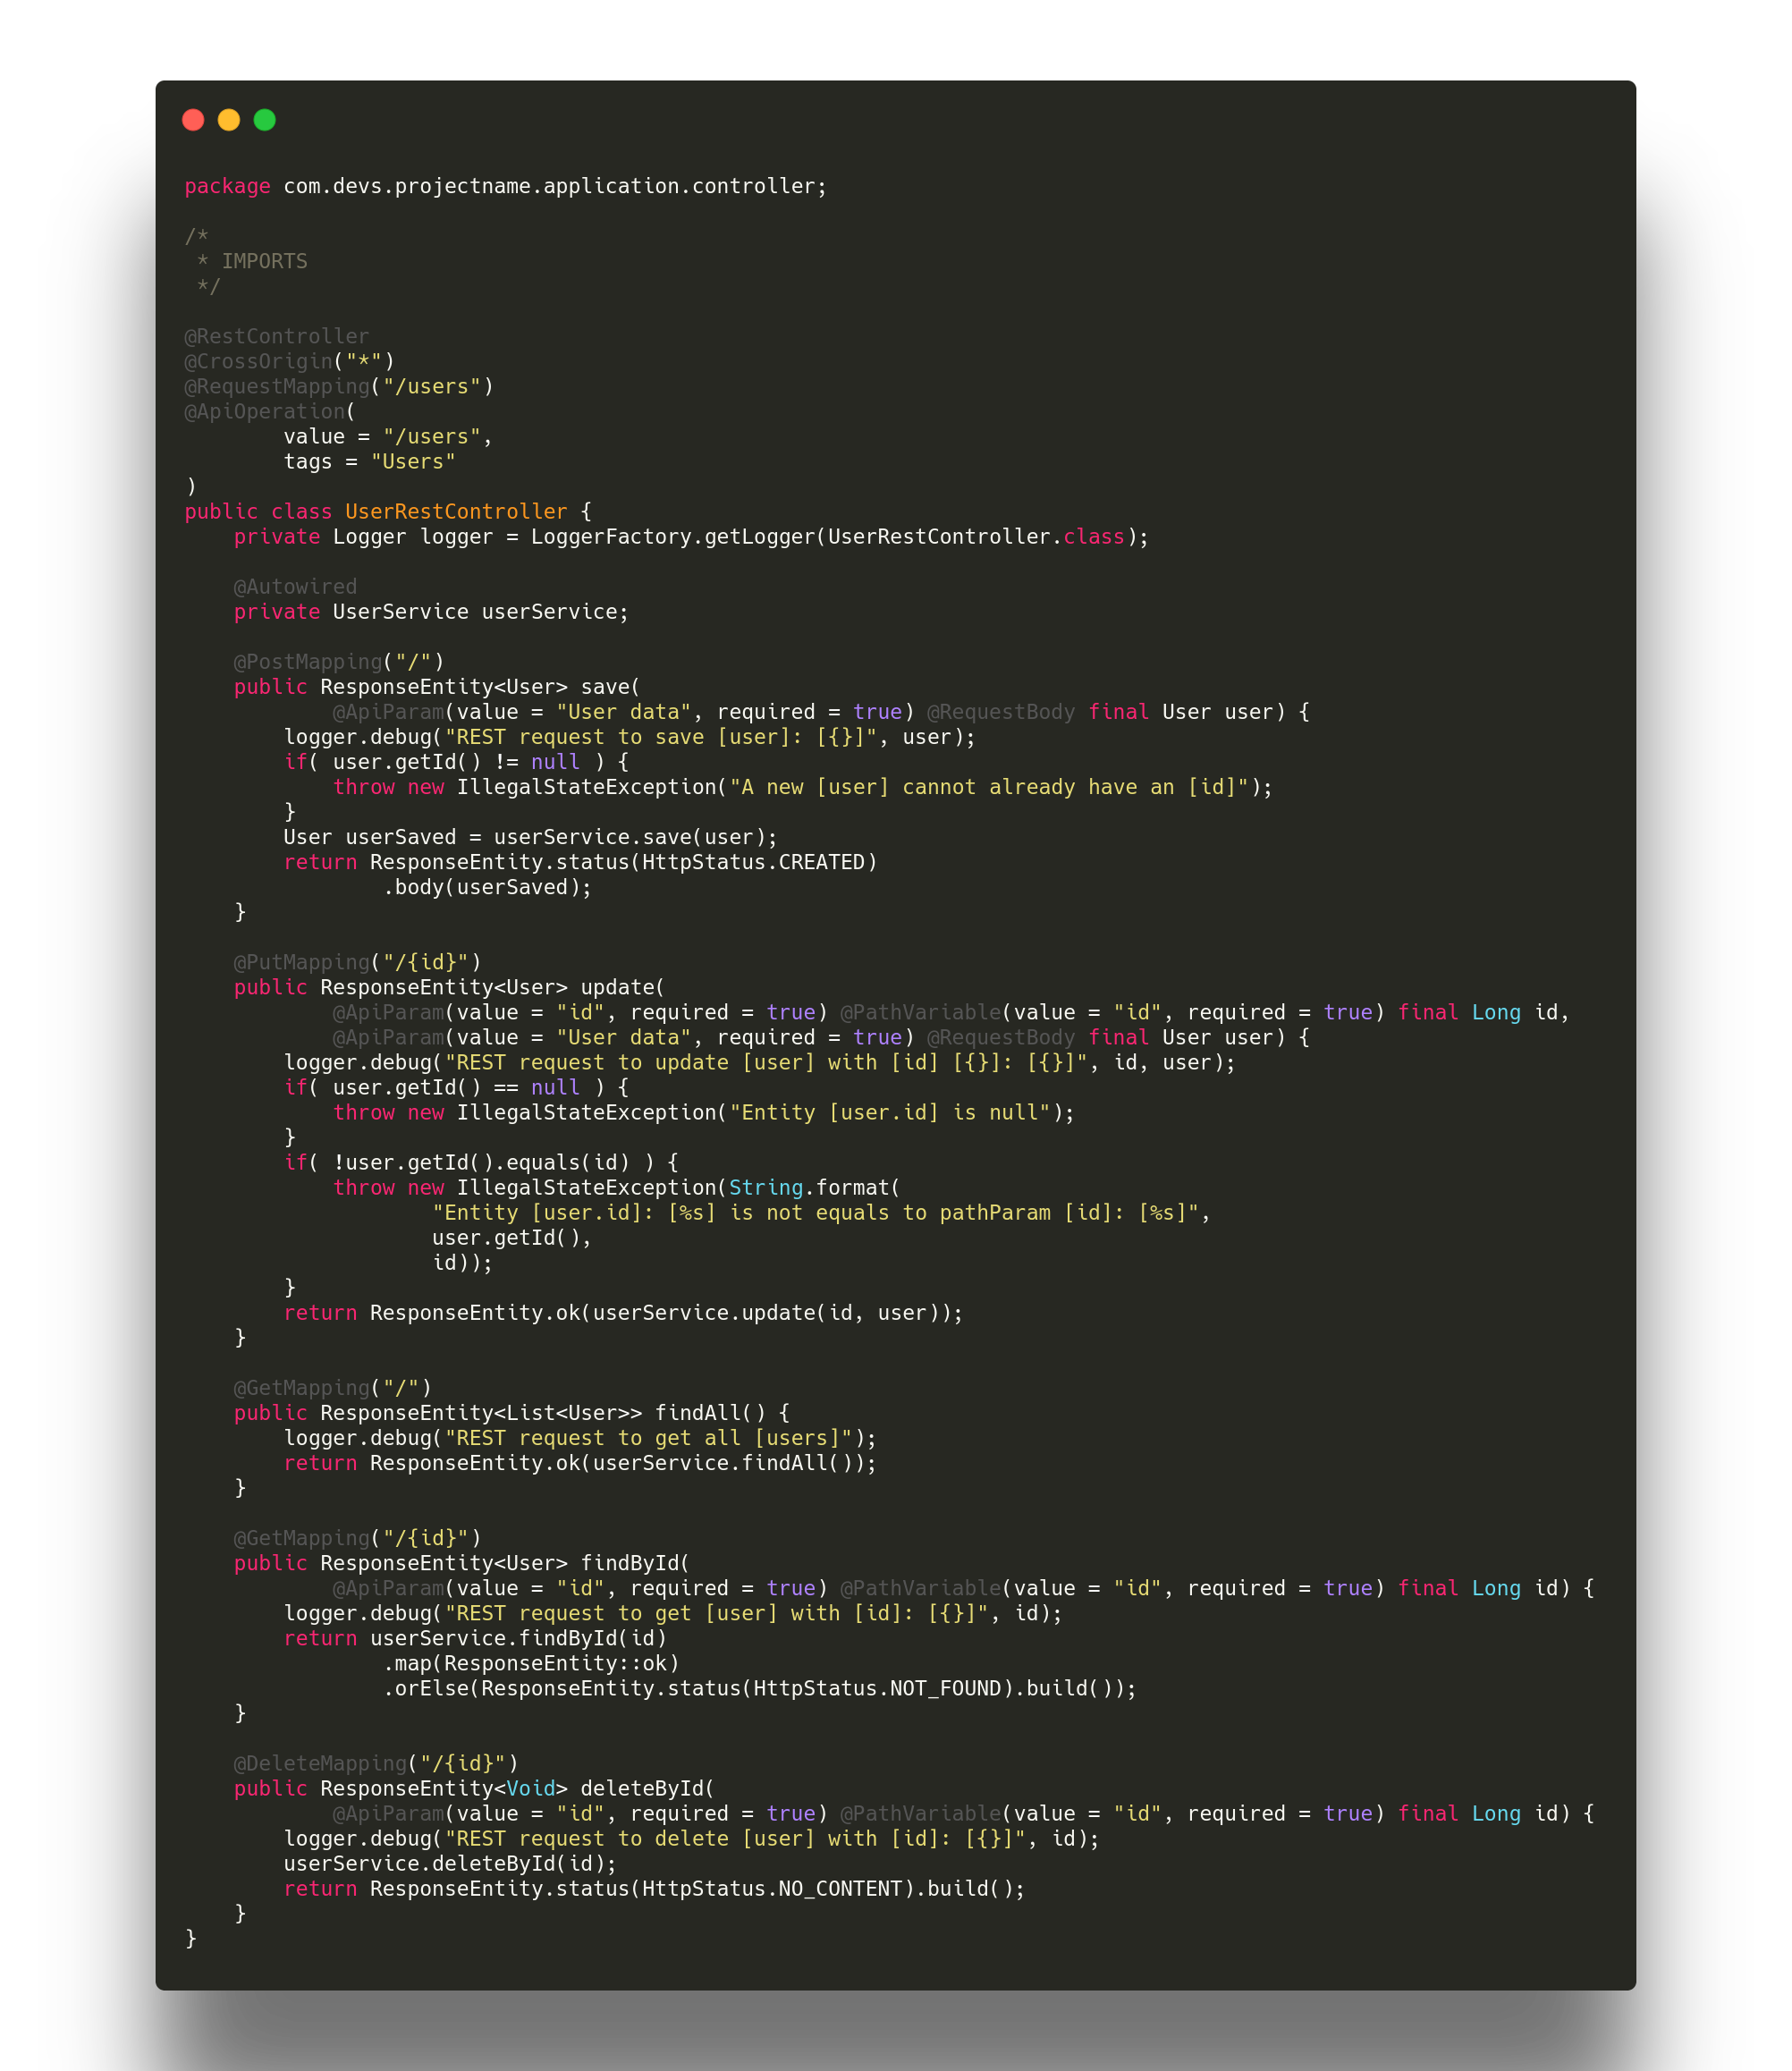 package com.devs.projectname.application.controller;

/*
 * IMPORTS
 */

@RestController
@CrossOrigin("*")
@RequestMapping("/users")
@ApiOperation(
        value = "/users",
        tags = "Users"
)
public class UserRestController {
    private Logger logger = LoggerFactory.getLogger(UserRestController.class);

    @Autowired
    private UserService userService;

    @PostMapping("/")
    public ResponseEntity<User> save(
            @ApiParam(value = "User data", required = true) @RequestBody final User user) {
        logger.debug("REST request to save [user]: [{}]", user);
        if( user.getId() != null ) {
            throw new IllegalStateException("A new [user] cannot already have an [id]");
        }
        User userSaved = userService.save(user);
        return ResponseEntity.status(HttpStatus.CREATED)
                .body(userSaved);
    }

    @PutMapping("/{id}")
    public ResponseEntity<User> update(
            @ApiParam(value = "id", required = true) @PathVariable(value = "id", required = true) final Long id,
            @ApiParam(value = "User data", required = true) @RequestBody final User user) {
        logger.debug("REST request to update [user] with [id] [{}]: [{}]", id, user);
        if( user.getId() == null ) {
            throw new IllegalStateException("Entity [user.id] is null");
        }
        if( !user.getId().equals(id) ) {
            throw new IllegalStateException(String.format(
                    "Entity [user.id]: [%s] is not equals to pathParam [id]: [%s]",
                    user.getId(),
                    id));
        }
        return ResponseEntity.ok(userService.update(id, user));
    }

    @GetMapping("/")
    public ResponseEntity<List<User>> findAll() {
        logger.debug("REST request to get all [users]");
        return ResponseEntity.ok(userService.findAll());
    }

    @GetMapping("/{id}")
    public ResponseEntity<User> findById(
            @ApiParam(value = "id", required = true) @PathVariable(value = "id", required = true) final Long id) {
        logger.debug("REST request to get [user] with [id]: [{}]", id);
        return userService.findById(id)
                .map(ResponseEntity::ok)
                .orElse(ResponseEntity.status(HttpStatus.NOT_FOUND).build());
    }

    @DeleteMapping("/{id}")
    public ResponseEntity<Void> deleteById(
            @ApiParam(value = "id", required = true) @PathVariable(value = "id", required = true) final Long id) {
        logger.debug("REST request to delete [user] with [id]: [{}]", id);
        userService.deleteById(id);
        return ResponseEntity.status(HttpStatus.NO_CONTENT).build();
    }
}